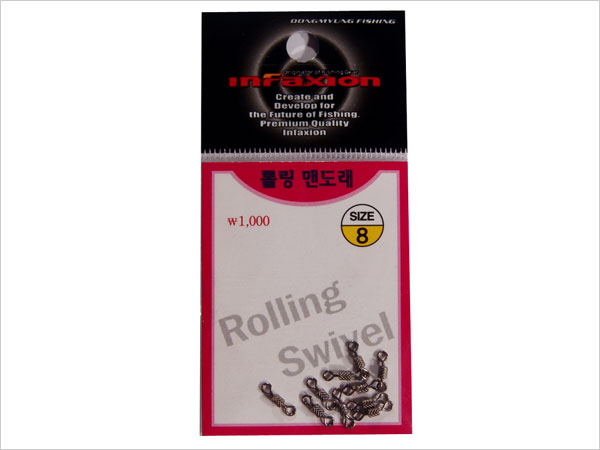 DONGMYUNG FISHING
infaxion
Create and
Develop for
the Future of Fishing.
Premium Quality
Infaxion
롤링 맨도래
₩1,000
SIZE
8
Rolling
Swivel